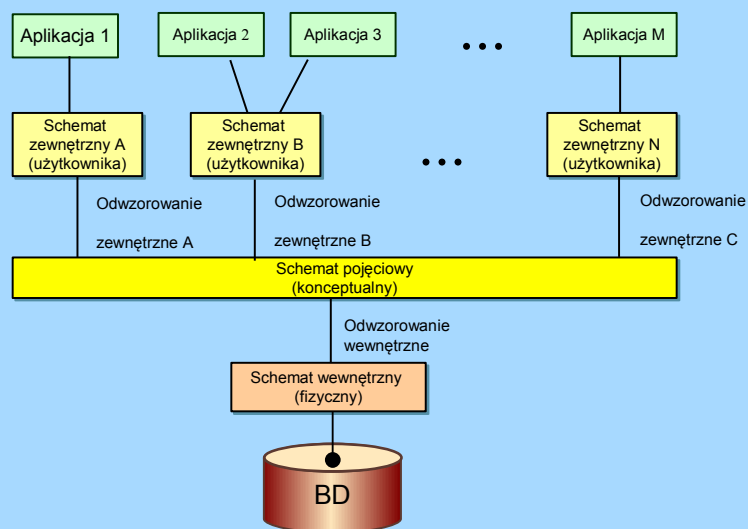 Aplikacja 1
Aplikacja 2
Aplikacja 3
• • •
Aplikacja M
Schemat
zewnętrzny A
(użytkownika)
Schemat
zewnętrzny B
(użytkownika)
• • •
Schemat
zewnętrzny N
(użytkownika)
Odwzorowanie
zewnętrzne A
Odwzorowanie
zewnętrzne B
Odwzorowanie
zewnętrzne C
Schemat pojęciowy
(konceptualny)
Odwzorowanie
wewnętrzne
Schemat wewnętrzny
(fizyczny)
BD